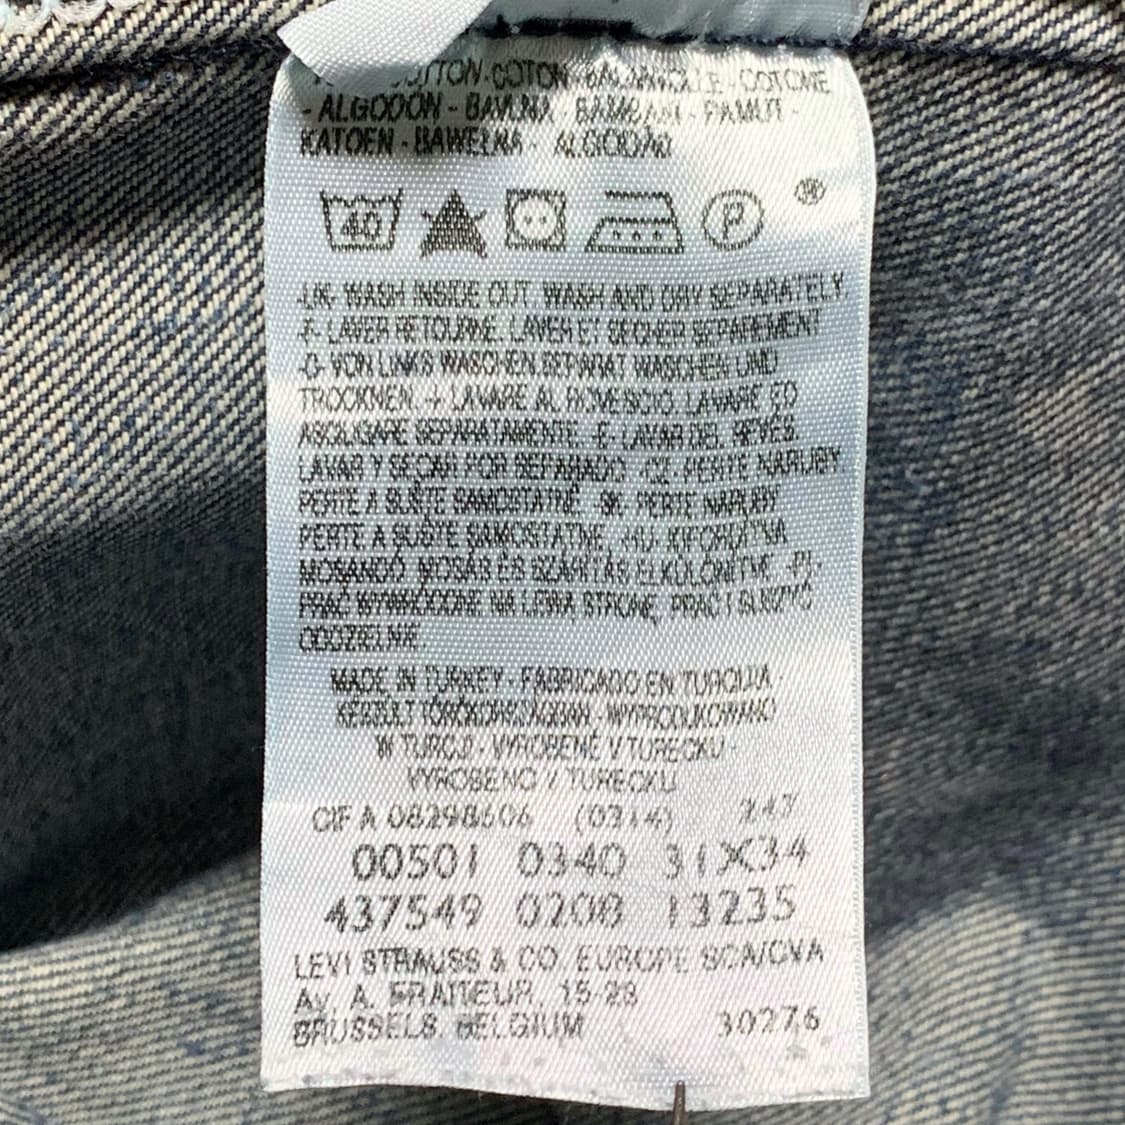 COTTON - COTON - BAUMWOLLE - COTONE
- ALGODÓN - BAVLNA - BAMBAM - PAMUT -
KATOEN - BAWEŁNA - ALGODÃO
40 P
-UK- WASH INSIDE OUT. WASH AND DRY SEPARATELY
-F- LAVER RETOURNE. LAVER ET SECHER SEPAREMENT
-D- VON LINKS WASCHEN. SEPARAT WASCHEN UND
TROCKNEN. -I- LAVARE AL ROVESCIO. LAVARE ED
ASCIUGARE SEPARATAMENTE. -E- LAVAR DEL REVES.
LAVAR Y SECAR POR SEPARADO -CZ- PERTE NARUBY
PERTE A SUŠTE SAMOSTATNĚ -SK- PERTE NARUBY
PERTE A SUŠTE SAMOSTATNE -HU- KIFORDÍTVA
MOSANDÓ MOSÁS ÉS SZÁRÍTÁS ELKÜLÖNÍTVE -PL-
PRAĆ WYWRÓCONE NA LEWĄ STRONĘ, PRAĆ I SUSZYĆ
ODDZIELNIE
MADE IN TURKEY - FABRICADO EN TURQUIA -
KÉSZÜLT TÖRÖKORSZÁGBAN - WYPRODUKOWANO
W TURCJI - VYROBENÉ V TURECKU -
VYROBENO V TURECKU
CIF A 08298606 (0314) 247
00501 0340 31X34
437549 0208 13235
LEVI STRAUSS & CO. EUROPE SCA/CVA
Av. A. FRAITEUR, 15-23
BRUSSELS. BELGIUM 30276